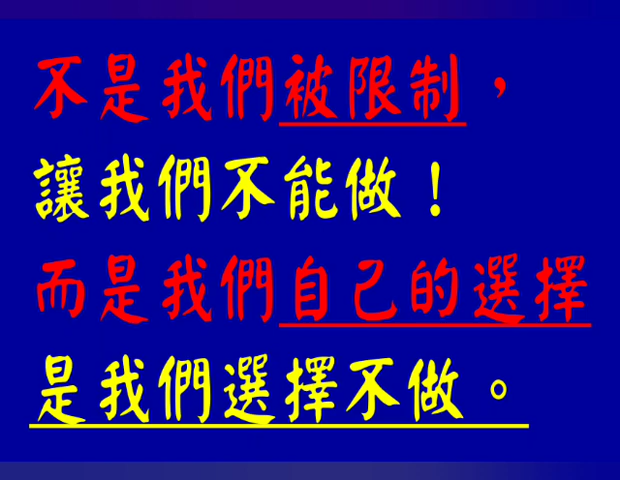 不是我們被限制，
讓我們不能做！
而是我們自己的選擇
是我們選擇不做。